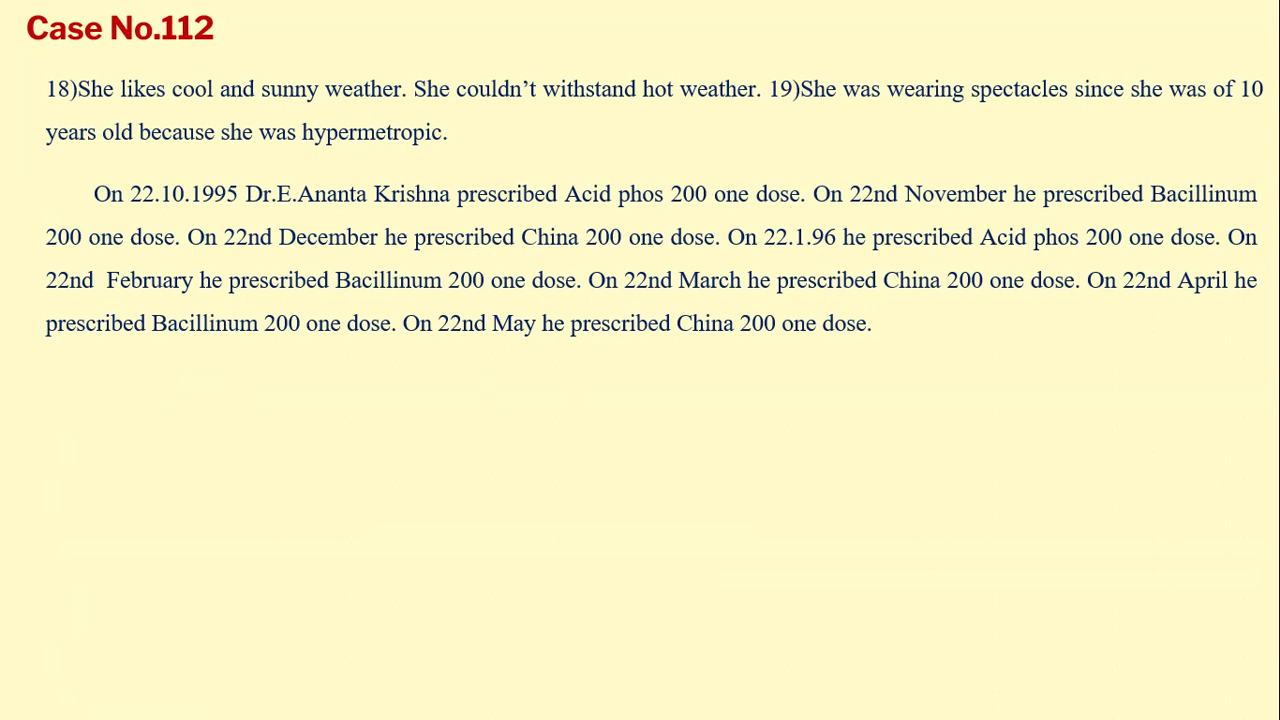 Case No.112
18)She likes cool and sunny weather. She couldn’t withstand hot weather. 19)She was wearing spectacles since she was of 10
years old because she was hypermetropic.
On 22.10.1995 Dr.E.Ananta Krishna prescribed Acid phos 200 one dose. On 22nd November he prescribed Bacillinum
200 one dose. On 22nd December he prescribed China 200 one dose. On 22.1.96 he prescribed Acid phos 200 one dose. On
22nd  February he prescribed Bacillinum 200 one dose. On 22nd March he prescribed China 200 one dose. On 22nd April he
prescribed Bacillinum 200 one dose. On 22nd May he prescribed China 200 one dose.